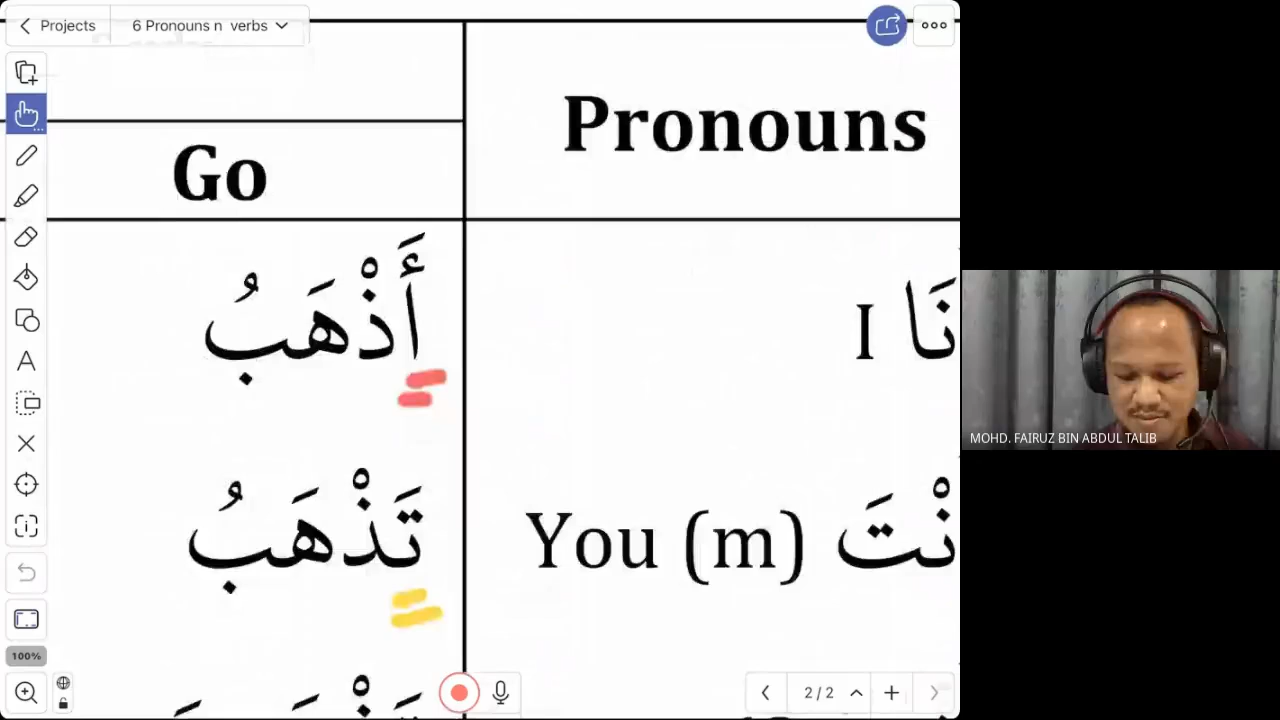 Projects
6 Pronouns n verbs
Pronouns
Go
أَذْهَبُ
I نَا
تَذْهَبُ
You (m) نْتَ
MOHD. FAIRUZ BIN ABDUL TALIB
100%
2 / 2